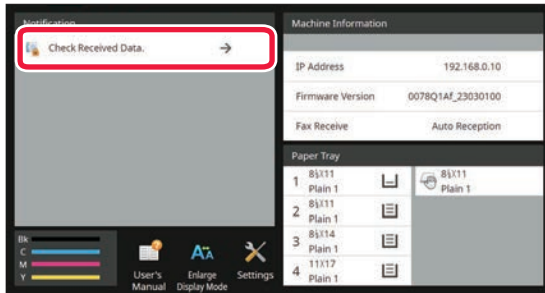 Notification
Check Received Data.
Machine Information
IP Address 192.168.0.10
Firmware Version 0078Q1Af_23030100
Fax Receive Auto Reception
Paper Tray
1 8½X11
Plain 1
2 8½X11
Plain 1
3 8½X14
Plain 1
4 11X17
Plain 1
8½X11
Plain 1
Bk
C
M
Y
User's
Manual
Enlarge
Display Mode
Settings